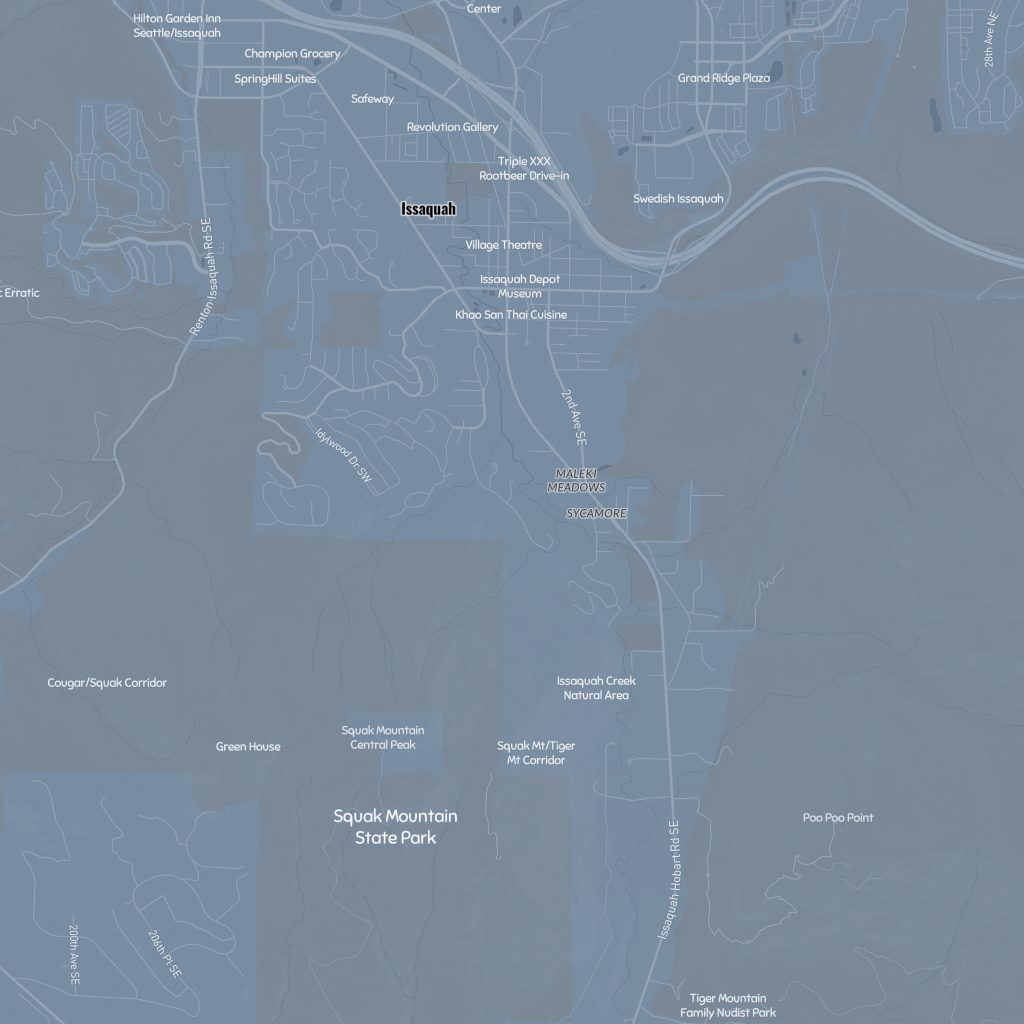 Center
Hilton Garden Inn
Seattle/Issaquah
28th Ave NE
Champion Grocery
SpringHill Suites
Grand Ridge Plaza
Safeway
Revolution Gallery
Triple XXX
Rootbeer Drive-in
Swedish Issaquah
Issaquah
Renton Issaquah Rd SE
Village Theatre
Issaquah Depot
Museum
Erratic
Khao San Thai Cuisine
2nd Ave SE
Idylwood Dr SW
MALEKI
MEADOWS
SYCAMORE
Cougar/Squak Corridor
Issaquah Creek
Natural Area
Squak Mountain
Central Peak
Green House
Squak Mt/Tiger
Mt Corridor
Squak Mountain
State Park
Poo Poo Point
Issaquah Hobart Rd SE
200th Ave SE
206th Pl SE
Tiger Mountain
Family Nudist Park